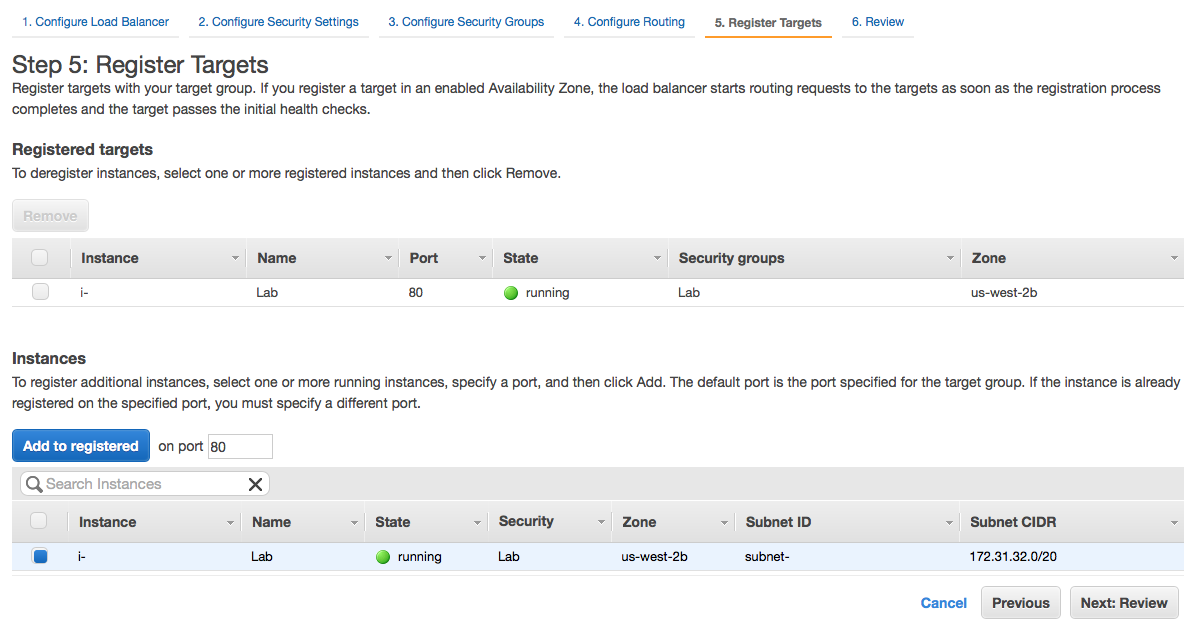 1. Configure Load Balancer 2. Configure Security Settings 3. Configure Security Groups 4. Configure Routing 5. Register Targets 6. Review
Step 5: Register Targets
Register targets with your target group. If you register a target in an enabled Availability Zone, the load balancer starts routing requests to the targets as soon as the registration process
completes and the target passes the initial health checks.
Registered targets
To deregister instances, select one or more registered instances and then click Remove.
Remove
Instance Name Port State Security groups Zone
i- Lab 80 running Lab us-west-2b
Instances
To register additional instances, select one or more running instances, specify a port, and then click Add. The default port is the port specified for the target group. If the instance is already
registered on the specified port, you must specify a different port.
Add to registered on port 80
Search Instances
Instance Name State Security Zone Subnet ID Subnet CIDR
i- Lab running Lab us-west-2b subnet- 172.31.32.0/20
Cancel Previous Next: Review